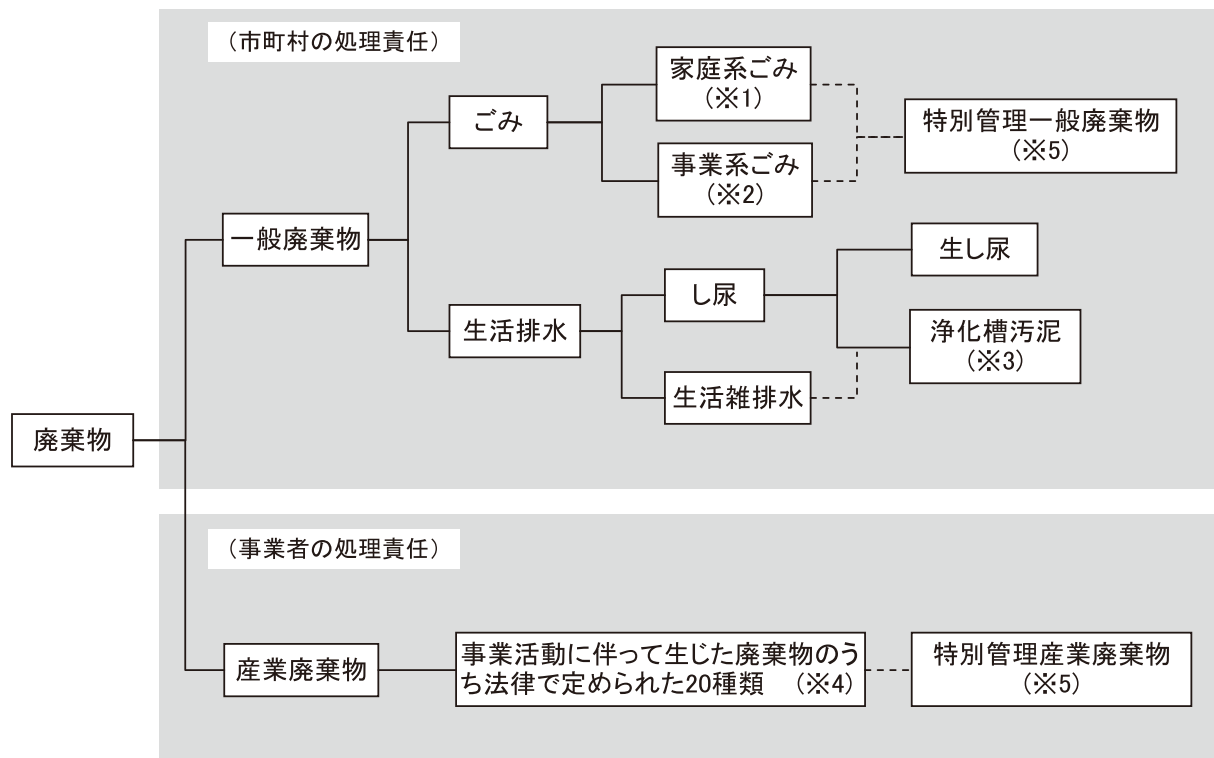 （市町村の処理責任）
家庭系ごみ
（※1）
ごみ
特別管理一般廃棄物
（※5）
事業系ごみ
（※2）
一般廃棄物
生し尿
し尿
生活排水
浄化槽汚泥
（※3）
生活雑排水
廃棄物
（事業者の処理責任）
産業廃棄物
事業活動に伴って生じた廃棄物のう
ち法律で定められた20種類　（※4）
特別管理産業廃棄物
（※5）